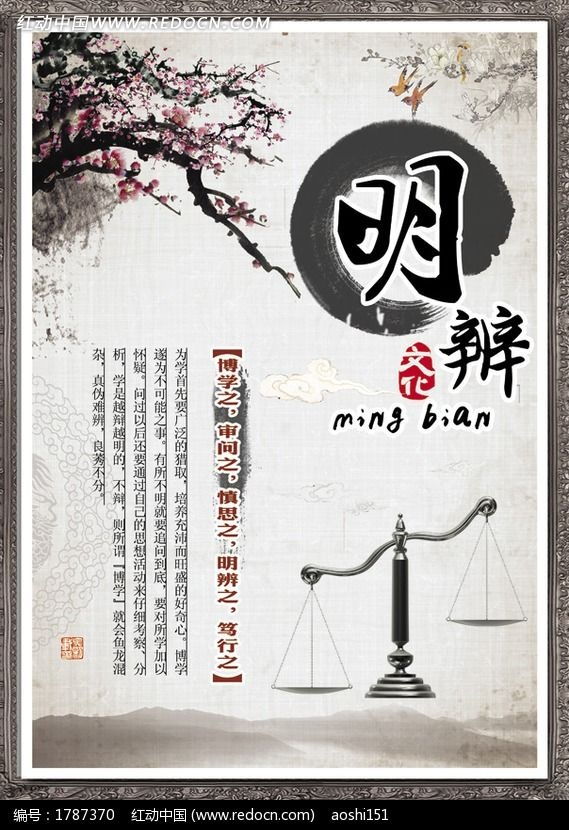 红动中国 WWW.REDOCN.COM
明
辨
文化
ming bian
【博学之，审问之，慎思之，明辨之，笃行之】
为学首先要广泛的猎取，培养充沛而旺盛的好奇心。博学
遂为不可能之事。有所不明就要追问到底，要对所学加以
怀疑。问过以后还要通过自己的思想活动来仔细考察、分
析，学是越辩越明的，不辩，则所谓『博学』就会鱼龙混
杂，真伪难辨，良莠不分。
编号：1787370 红动中国 (www.redocn.com) aoshi151